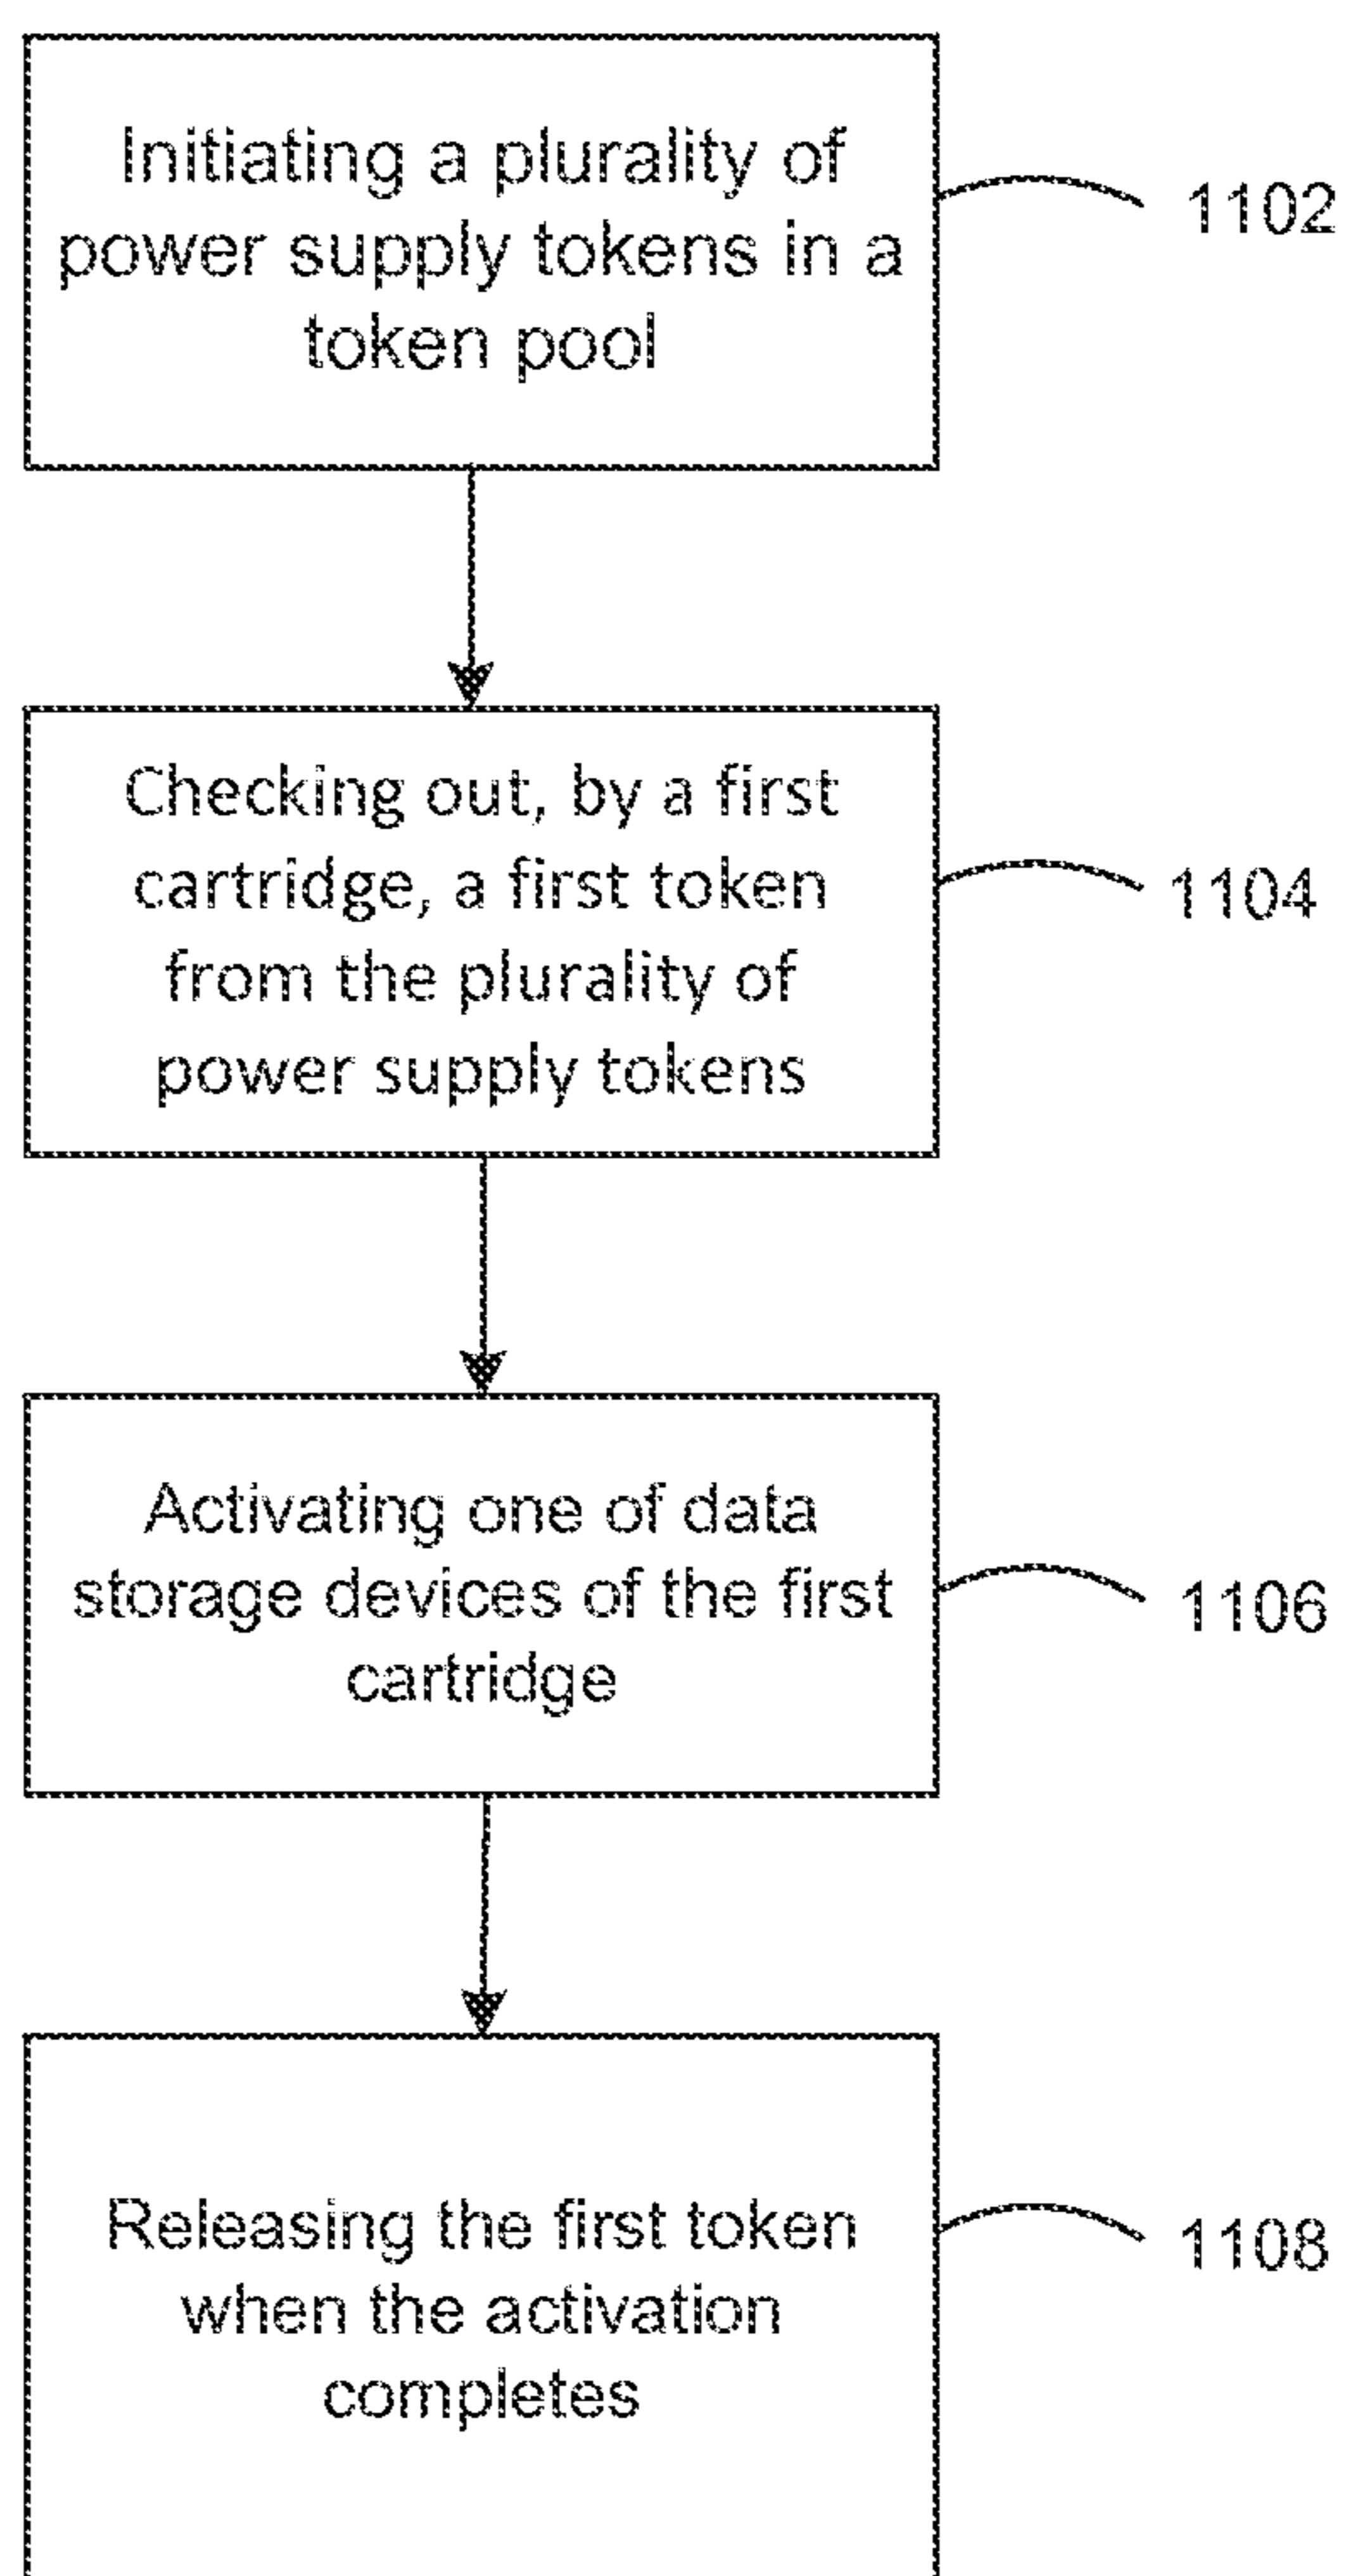 Initiating a plurality of
power supply tokens in a
token pool
1102
Checking out, by a first
cartridge, a first token
from the plurality of
power supply tokens
1104
Activating one of data
storage devices of the first
cartridge
1106
Releasing the first token
when the activation
completes
1108